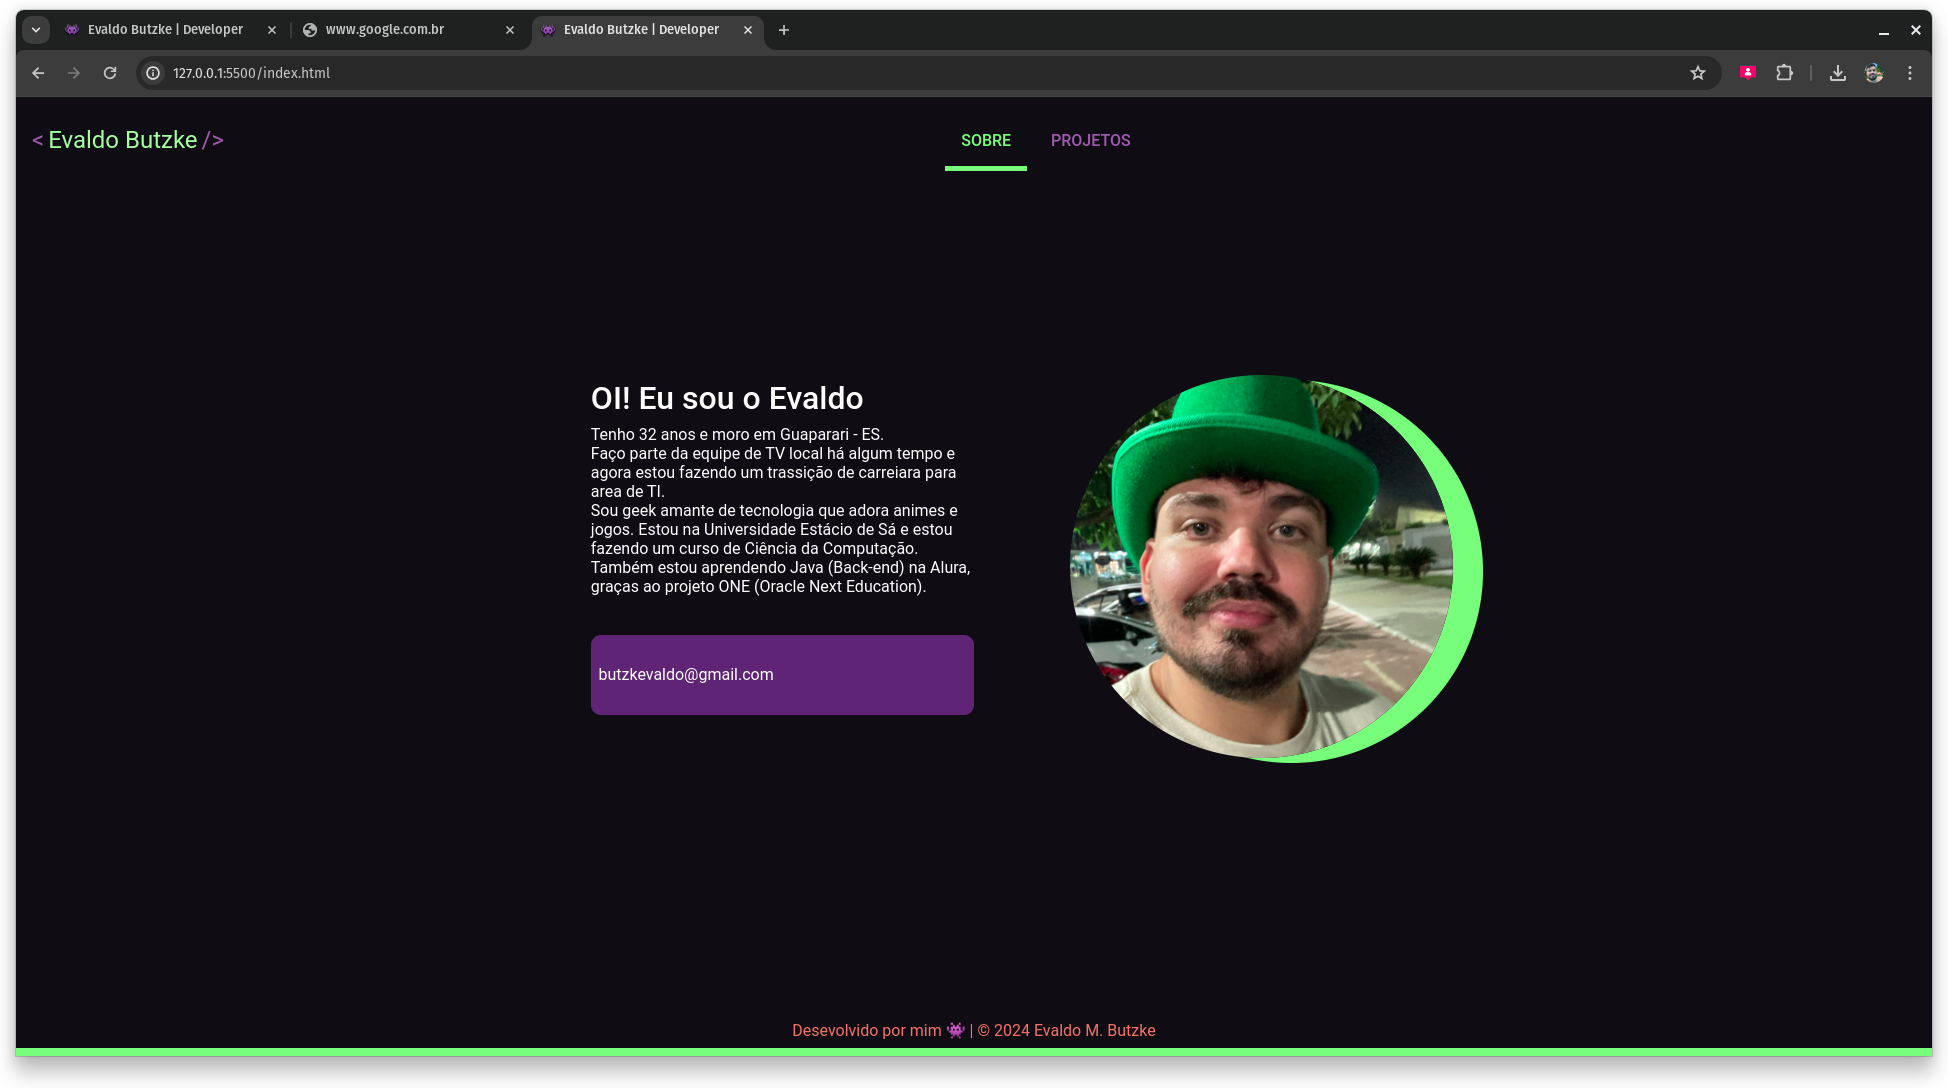 Evaldo Butzke | Developer
www.google.com.br
Evaldo Butzke | Developer
127.0.0.1:5500/index.html
< Evaldo Butzke />
SOBRE
PROJETOS
OI! Eu sou o Evaldo
Tenho 32 anos e moro em Guaparari - ES.
Faço parte da equipe de TV local há algum tempo e
agora estou fazendo um trassição de carreiara para
area de TI.
Sou geek amante de tecnologia que adora animes e
jogos. Estou na Universidade Estácio de Sá e estou
fazendo um curso de Ciência da Computação.
Também estou aprendendo Java (Back-end) na Alura,
graças ao projeto ONE (Oracle Next Education).
butzkevaldo@gmail.com
Desevolvido por mim 👾 | © 2024 Evaldo M. Butzke